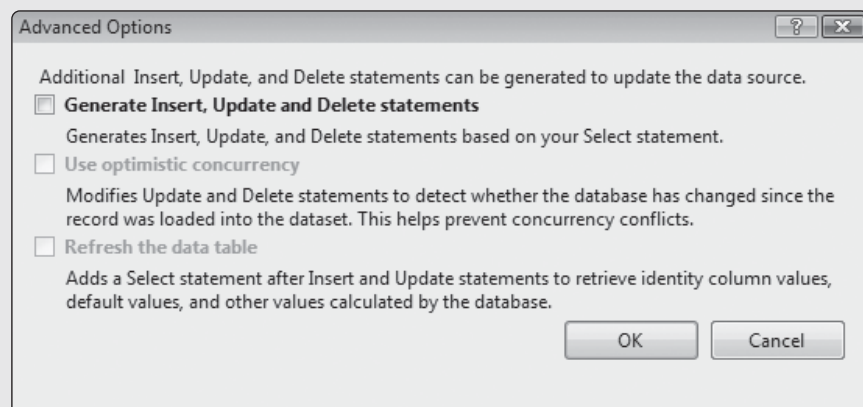 Advanced Options
Additional Insert, Update, and Delete statements can be generated to update the data source.
Generate Insert, Update and Delete statements
Generates Insert, Update, and Delete statements based on your Select statement.
Use optimistic concurrency
Modifies Update and Delete statements to detect whether the database has changed since the
record was loaded into the dataset. This helps prevent concurrency conflicts.
Refresh the data table
Adds a Select statement after Insert and Update statements to retrieve identity column values,
default values, and other values calculated by the database.
OK Cancel